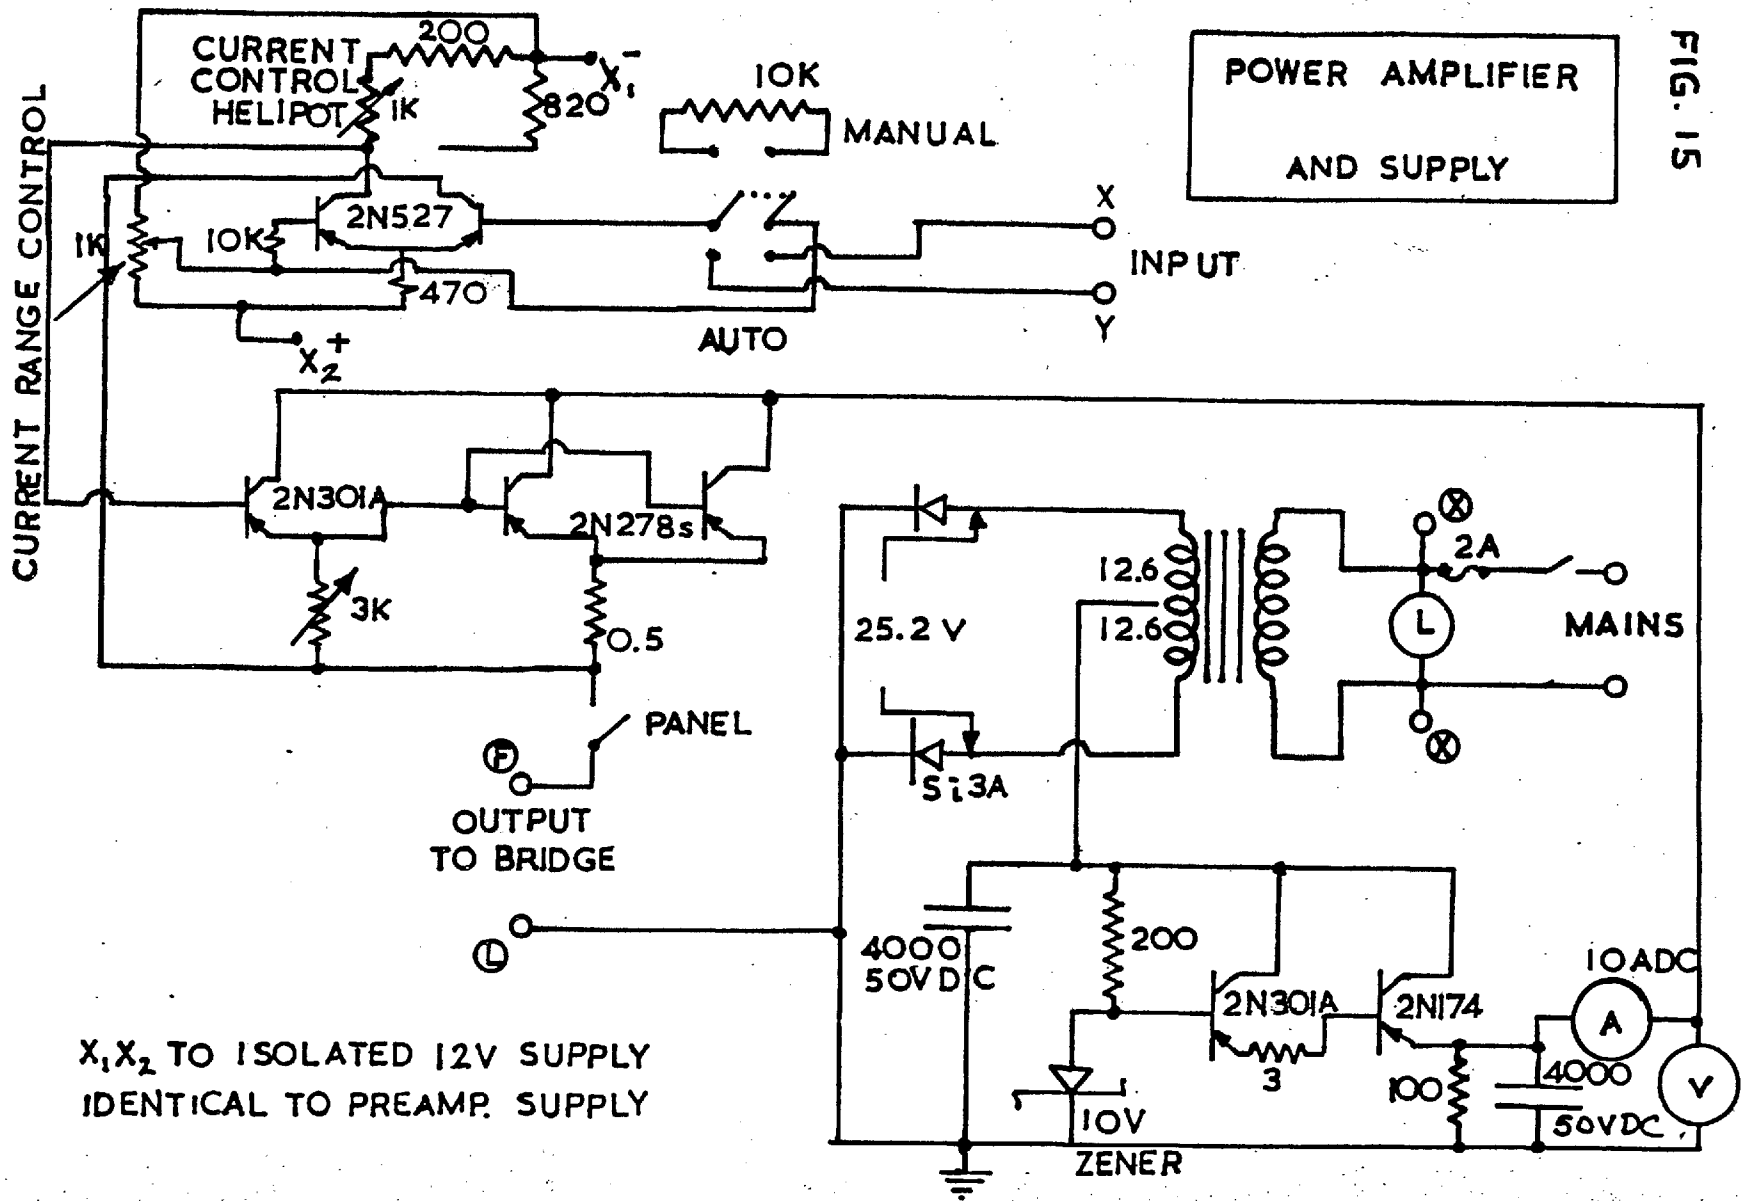 FIG. 15
POWER AMPLIFIER
AND SUPPLY
CURRENT RANGE CONTROL
CURRENT
CONTROL
HELIPOT
200
1K
820
X₁-
10K
MANUAL
2N527
1K
10K
470
X₂+
AUTO
X
INPUT
Y
2N301A
2N278s
3K
0.5
PANEL
F
OUTPUT
TO BRIDGE
L
25.2 V
12.6
12.6
Si3A
X
2A
L
MAINS
X
4000
50VDC
200
2N301A
2N174
3
10V
ZENER
100
10ADC
A
4000
50VDC.
V
X₁X₂ TO ISOLATED 12V SUPPLY
IDENTICAL TO PREAMP. SUPPLY